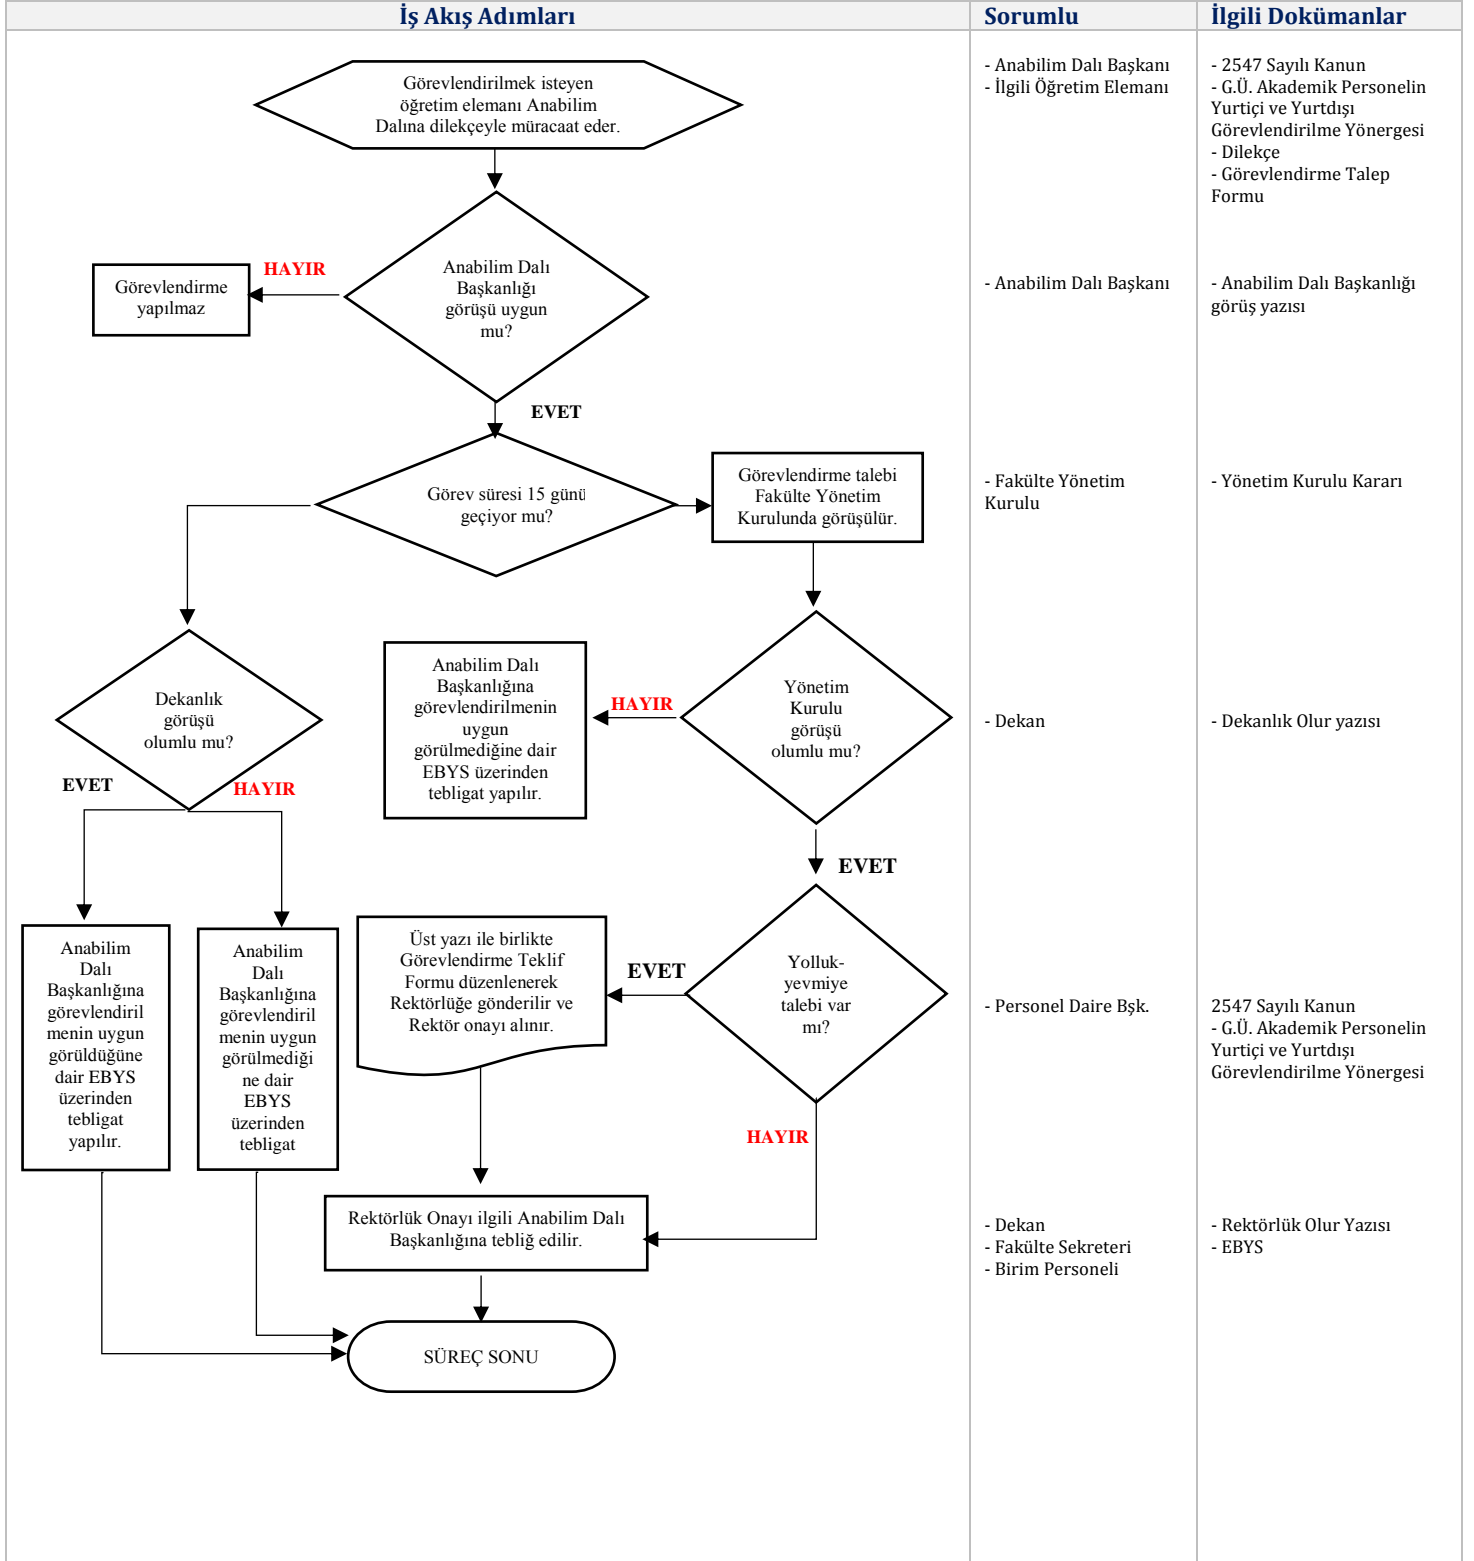 İş Akış Adımları
Sorumlu
İlgili Dokümanlar
Görevlendirilmek isteyen
öğretim elemanı Anabilim
Dalına dilekçeyle müracaat eder.
- Anabilim Dalı Başkanı
- İlgili Öğretim Elemanı
- 2547 Sayılı Kanun
- G.Ü. Akademik Personelin
Yurtiçi ve Yurtdışı
Görevlendirilme Yönergesi
- Dilekçe
- Görevlendirme Talep
Formu
Anabilim Dalı
Başkanlığı
görüşü uygun
mu?
HAYIR
Görevlendirme
yapılmaz
- Anabilim Dalı Başkanı
- Anabilim Dalı Başkanlığı
görüş yazısı
EVET
Görev süresi 15 günü
geçiyor mu?
Görevlendirme talebi
Fakülte Yönetim
Kurulunda görüşülür.
- Fakülte Yönetim
Kurulu
- Yönetim Kurulu Kararı
Dekanlık
görüşü
olumlu mu?
Anabilim Dalı
Başkanlığına
görevlendirilmenin
uygun
görülmediğine dair
EBYS üzerinden
tebligat yapılır.
HAYIR
Yönetim
Kurulu
görüşü
olumlu mu?
- Dekan
- Dekanlık Olur yazısı
EVET
HAYIR
EVET
Anabilim
Dalı
Başkanlığına
görevlendiril
menin uygun
görüldüğüne
dair EBYS
üzerinden
tebligat
yapılır.
Anabilim
Dalı
Başkanlığına
görevlendiril
menin uygun
görülmediği
ne dair
EBYS
üzerinden
tebligat
Üst yazı ile birlikte
Görevlendirme Teklif
Formu düzenlenerek
Rektörlüğe gönderilir ve
Rektör onayı alınır.
EVET
Yolluk-
yevmiye
talebi var
mı?
- Personel Daire Bşk.
2547 Sayılı Kanun
- G.Ü. Akademik Personelin
Yurtiçi ve Yurtdışı
Görevlendirilme Yönergesi
HAYIR
Rektörlük Onayı ilgili Anabilim Dalı
Başkanlığına tebliğ edilir.
- Dekan
- Fakülte Sekreteri
- Birim Personeli
- Rektörlük Olur Yazısı
- EBYS
SÜREÇ SONU